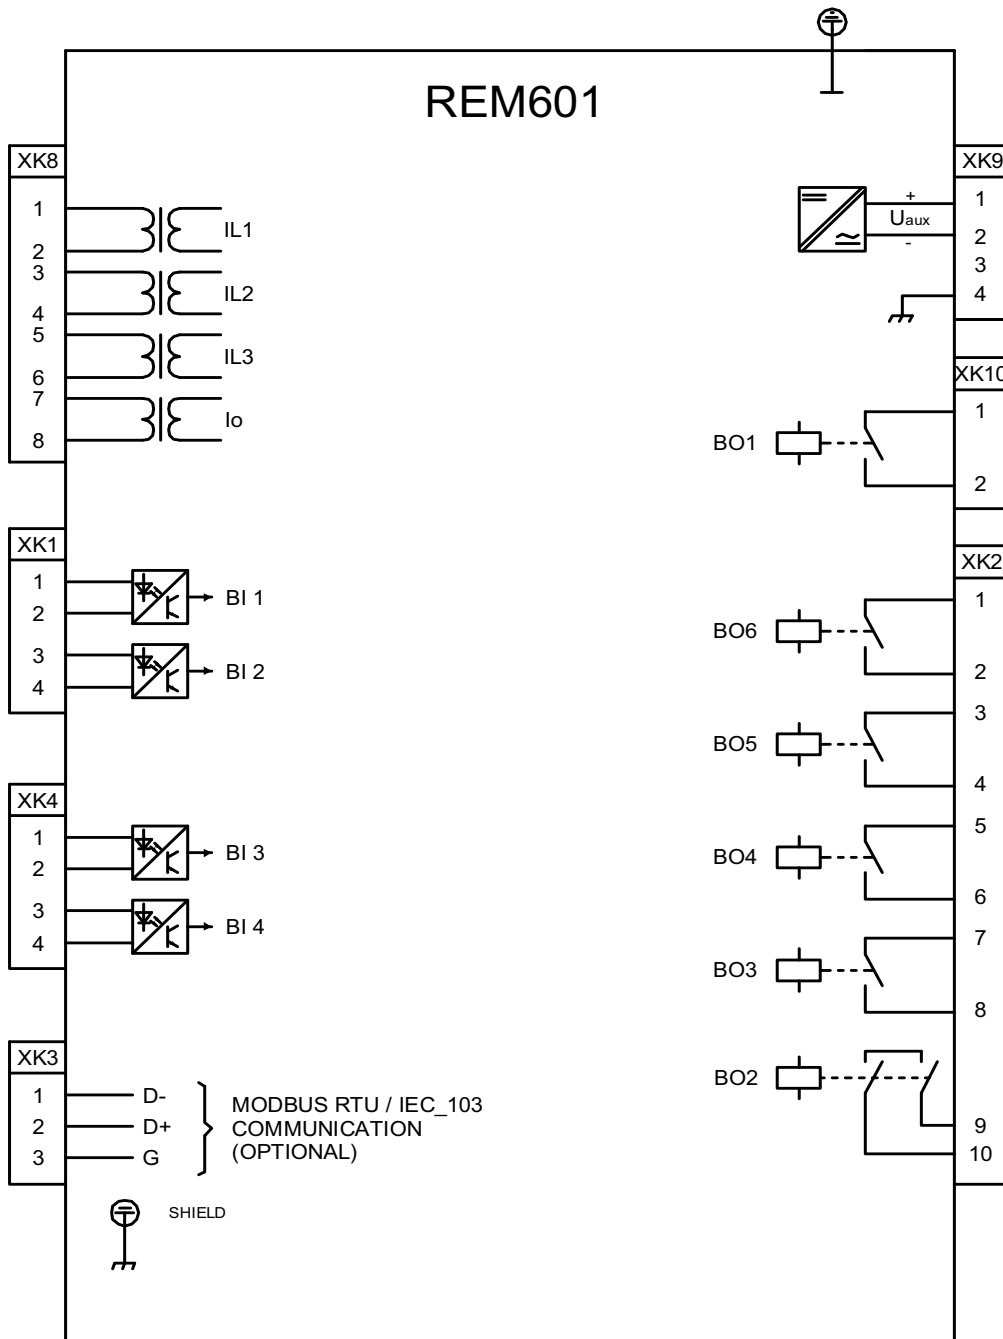 REM601
XK8
1
IL1
2
3
IL2
4
5
IL3
6
7
Io
8
XK1
1
2
BI 1
3
4
BI 2
XK4
1
2
BI 3
3
4
BI 4
XK3
1 D-
2 D+
3 G
MODBUS RTU / IEC_103
COMMUNICATION
(OPTIONAL)
SHIELD
XK9
+
1
Uaux
2
-
3
4
XK10
1
BO1
2
XK2
1
BO6
2
3
BO5
4
5
BO4
6
7
BO3
8
BO2
9
10